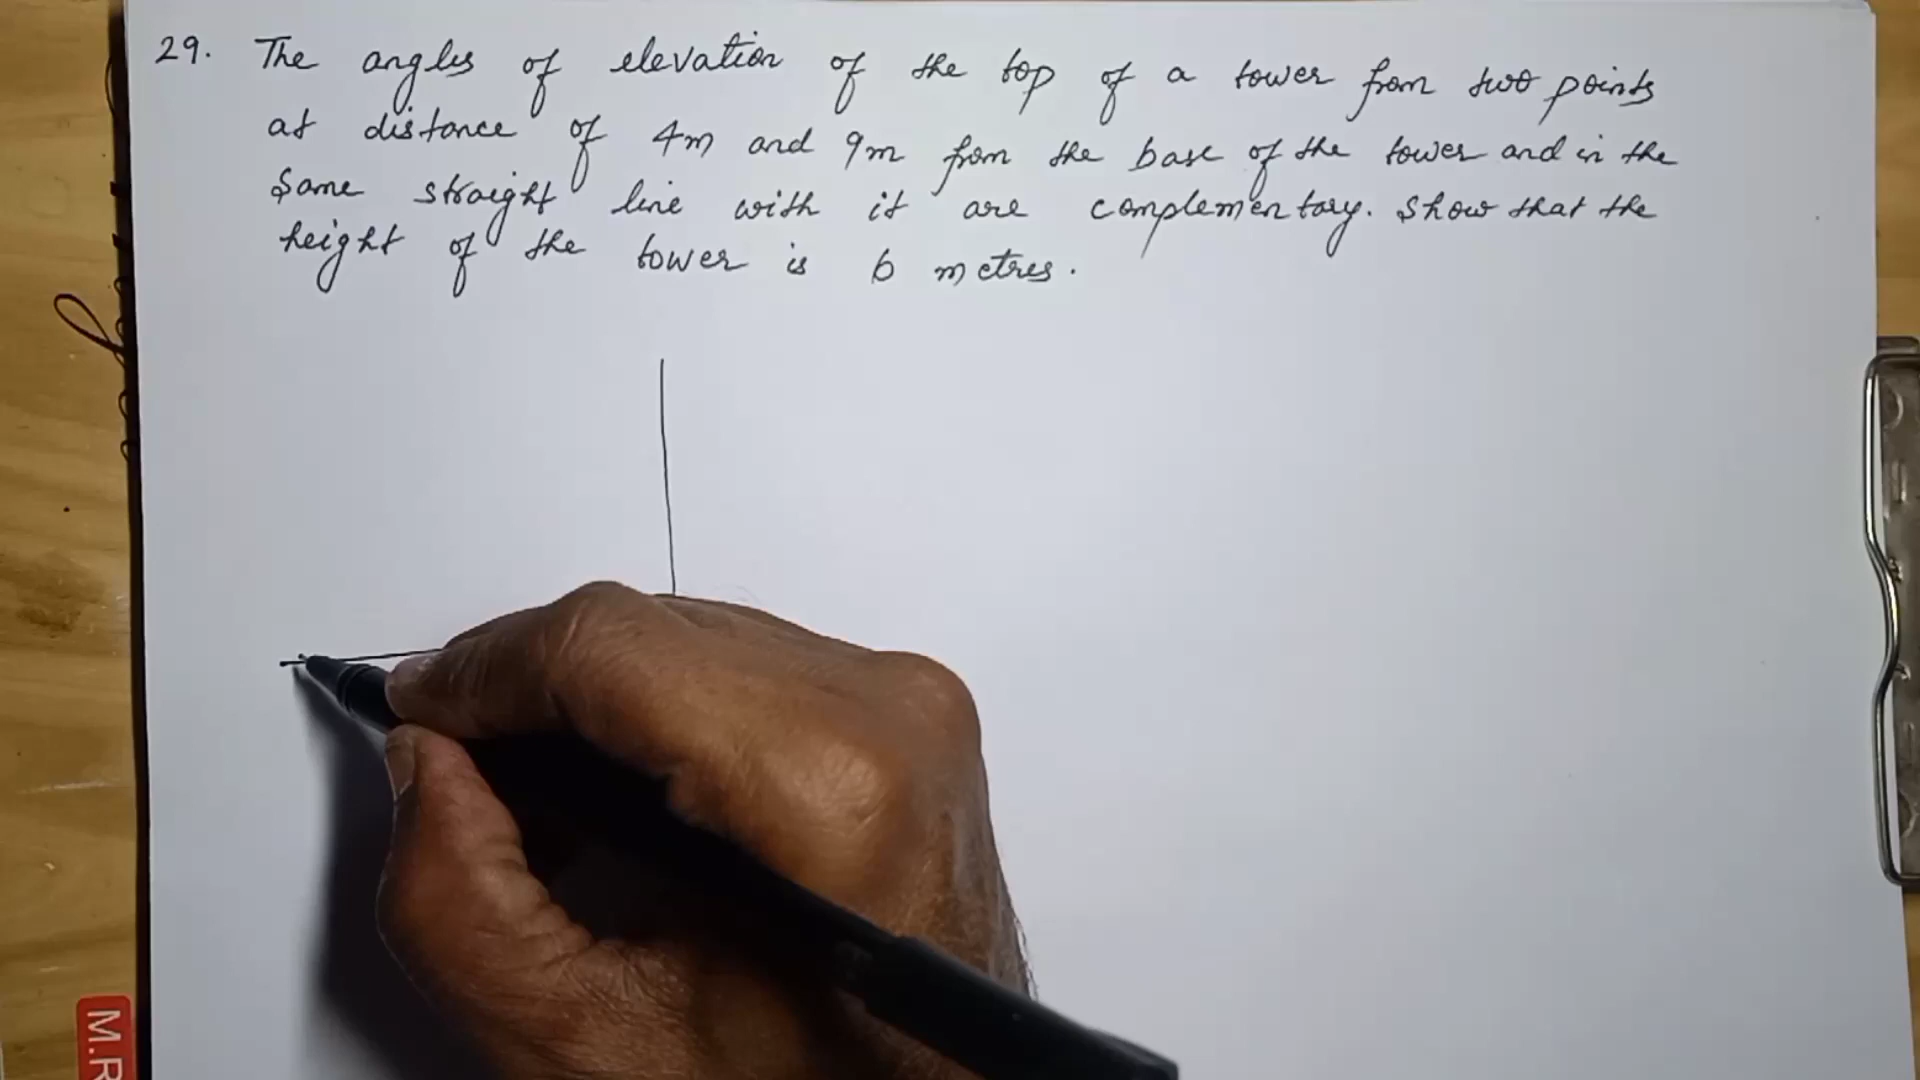 29. The angles of elevation of the top of a tower from two points
at distance of 4m and 9m from the base of the tower and in the
same straight line with it are complementary. Show that the
height of the tower is 6 metres.
M.R